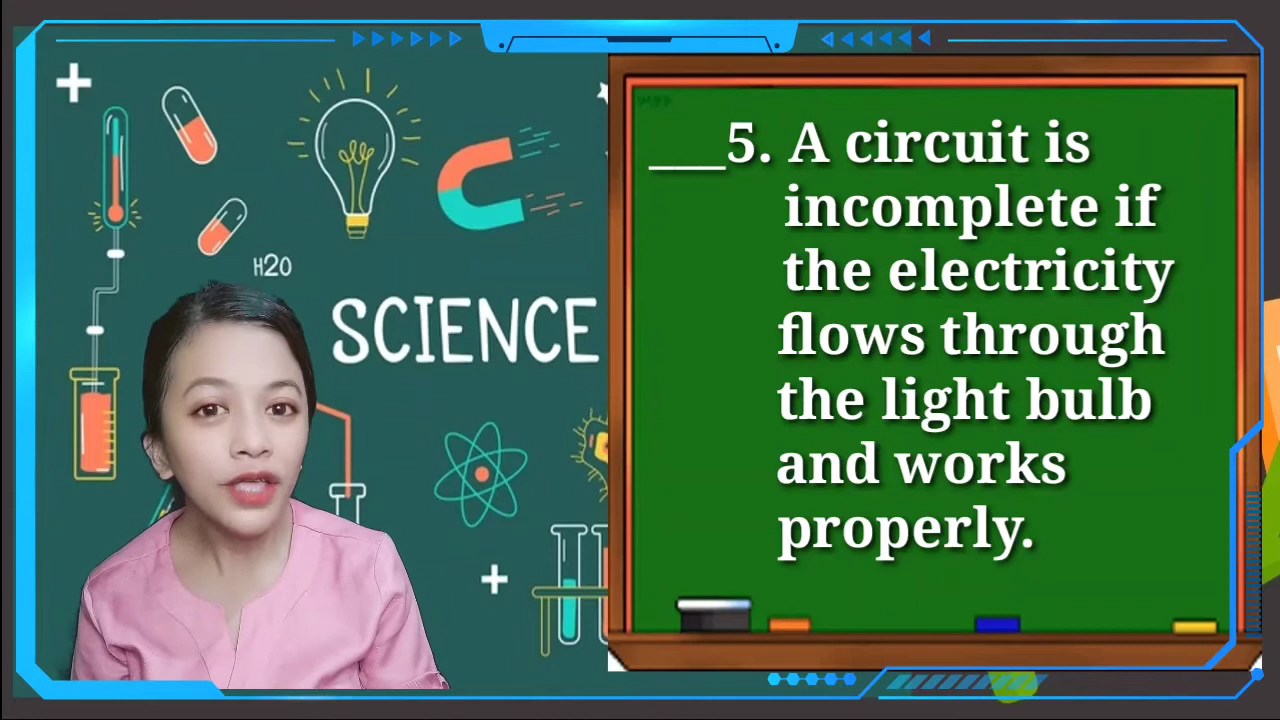 H2O
SCIENCE
___5. A circuit is
incomplete if
the electricity
flows through
the light bulb
and works
properly.